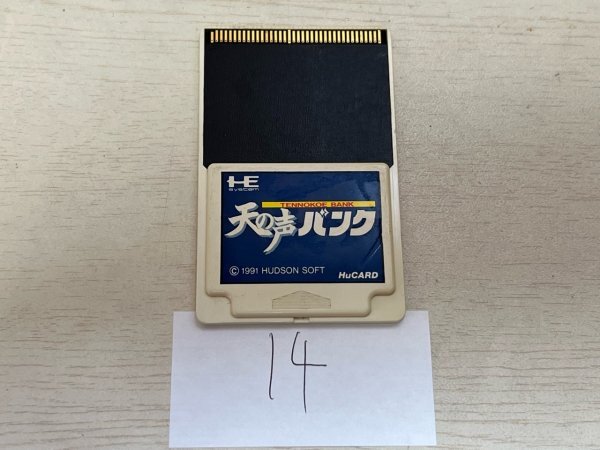 HE
system
TENNOKOE BANK
天の声バンク
© 1991 HUDSON SOFT
HuCARD
14